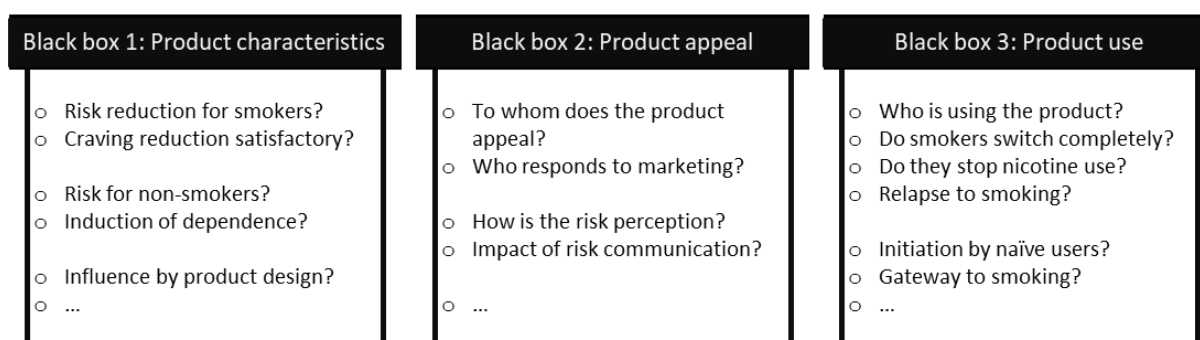 Black box 1: Product characteristics
o Risk reduction for smokers?
o Craving reduction satisfactory?
o Risk for non-smokers?
o Induction of dependence?
o Influence by product design?
o ...
Black box 2: Product appeal
o To whom does the product
appeal?
o Who responds to marketing?
o How is the risk perception?
o Impact of risk communication?
o ...
Black box 3: Product use
o Who is using the product?
o Do smokers switch completely?
o Do they stop nicotine use?
o Relapse to smoking?
o Initiation by naïve users?
o Gateway to smoking?
o ...